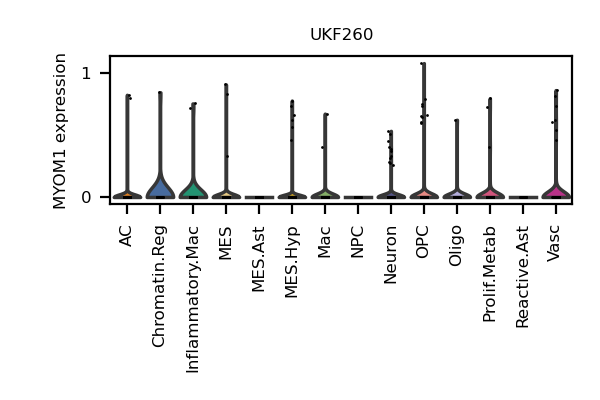 UKF260
MYOM1 expression
1
0
AC
Chromatin.Reg
Inflammatory.Mac
MES
MES.Ast
MES.Hyp
Mac
NPC
Neuron
OPC
Oligo
Prolif.Metab
Reactive.Ast
Vasc